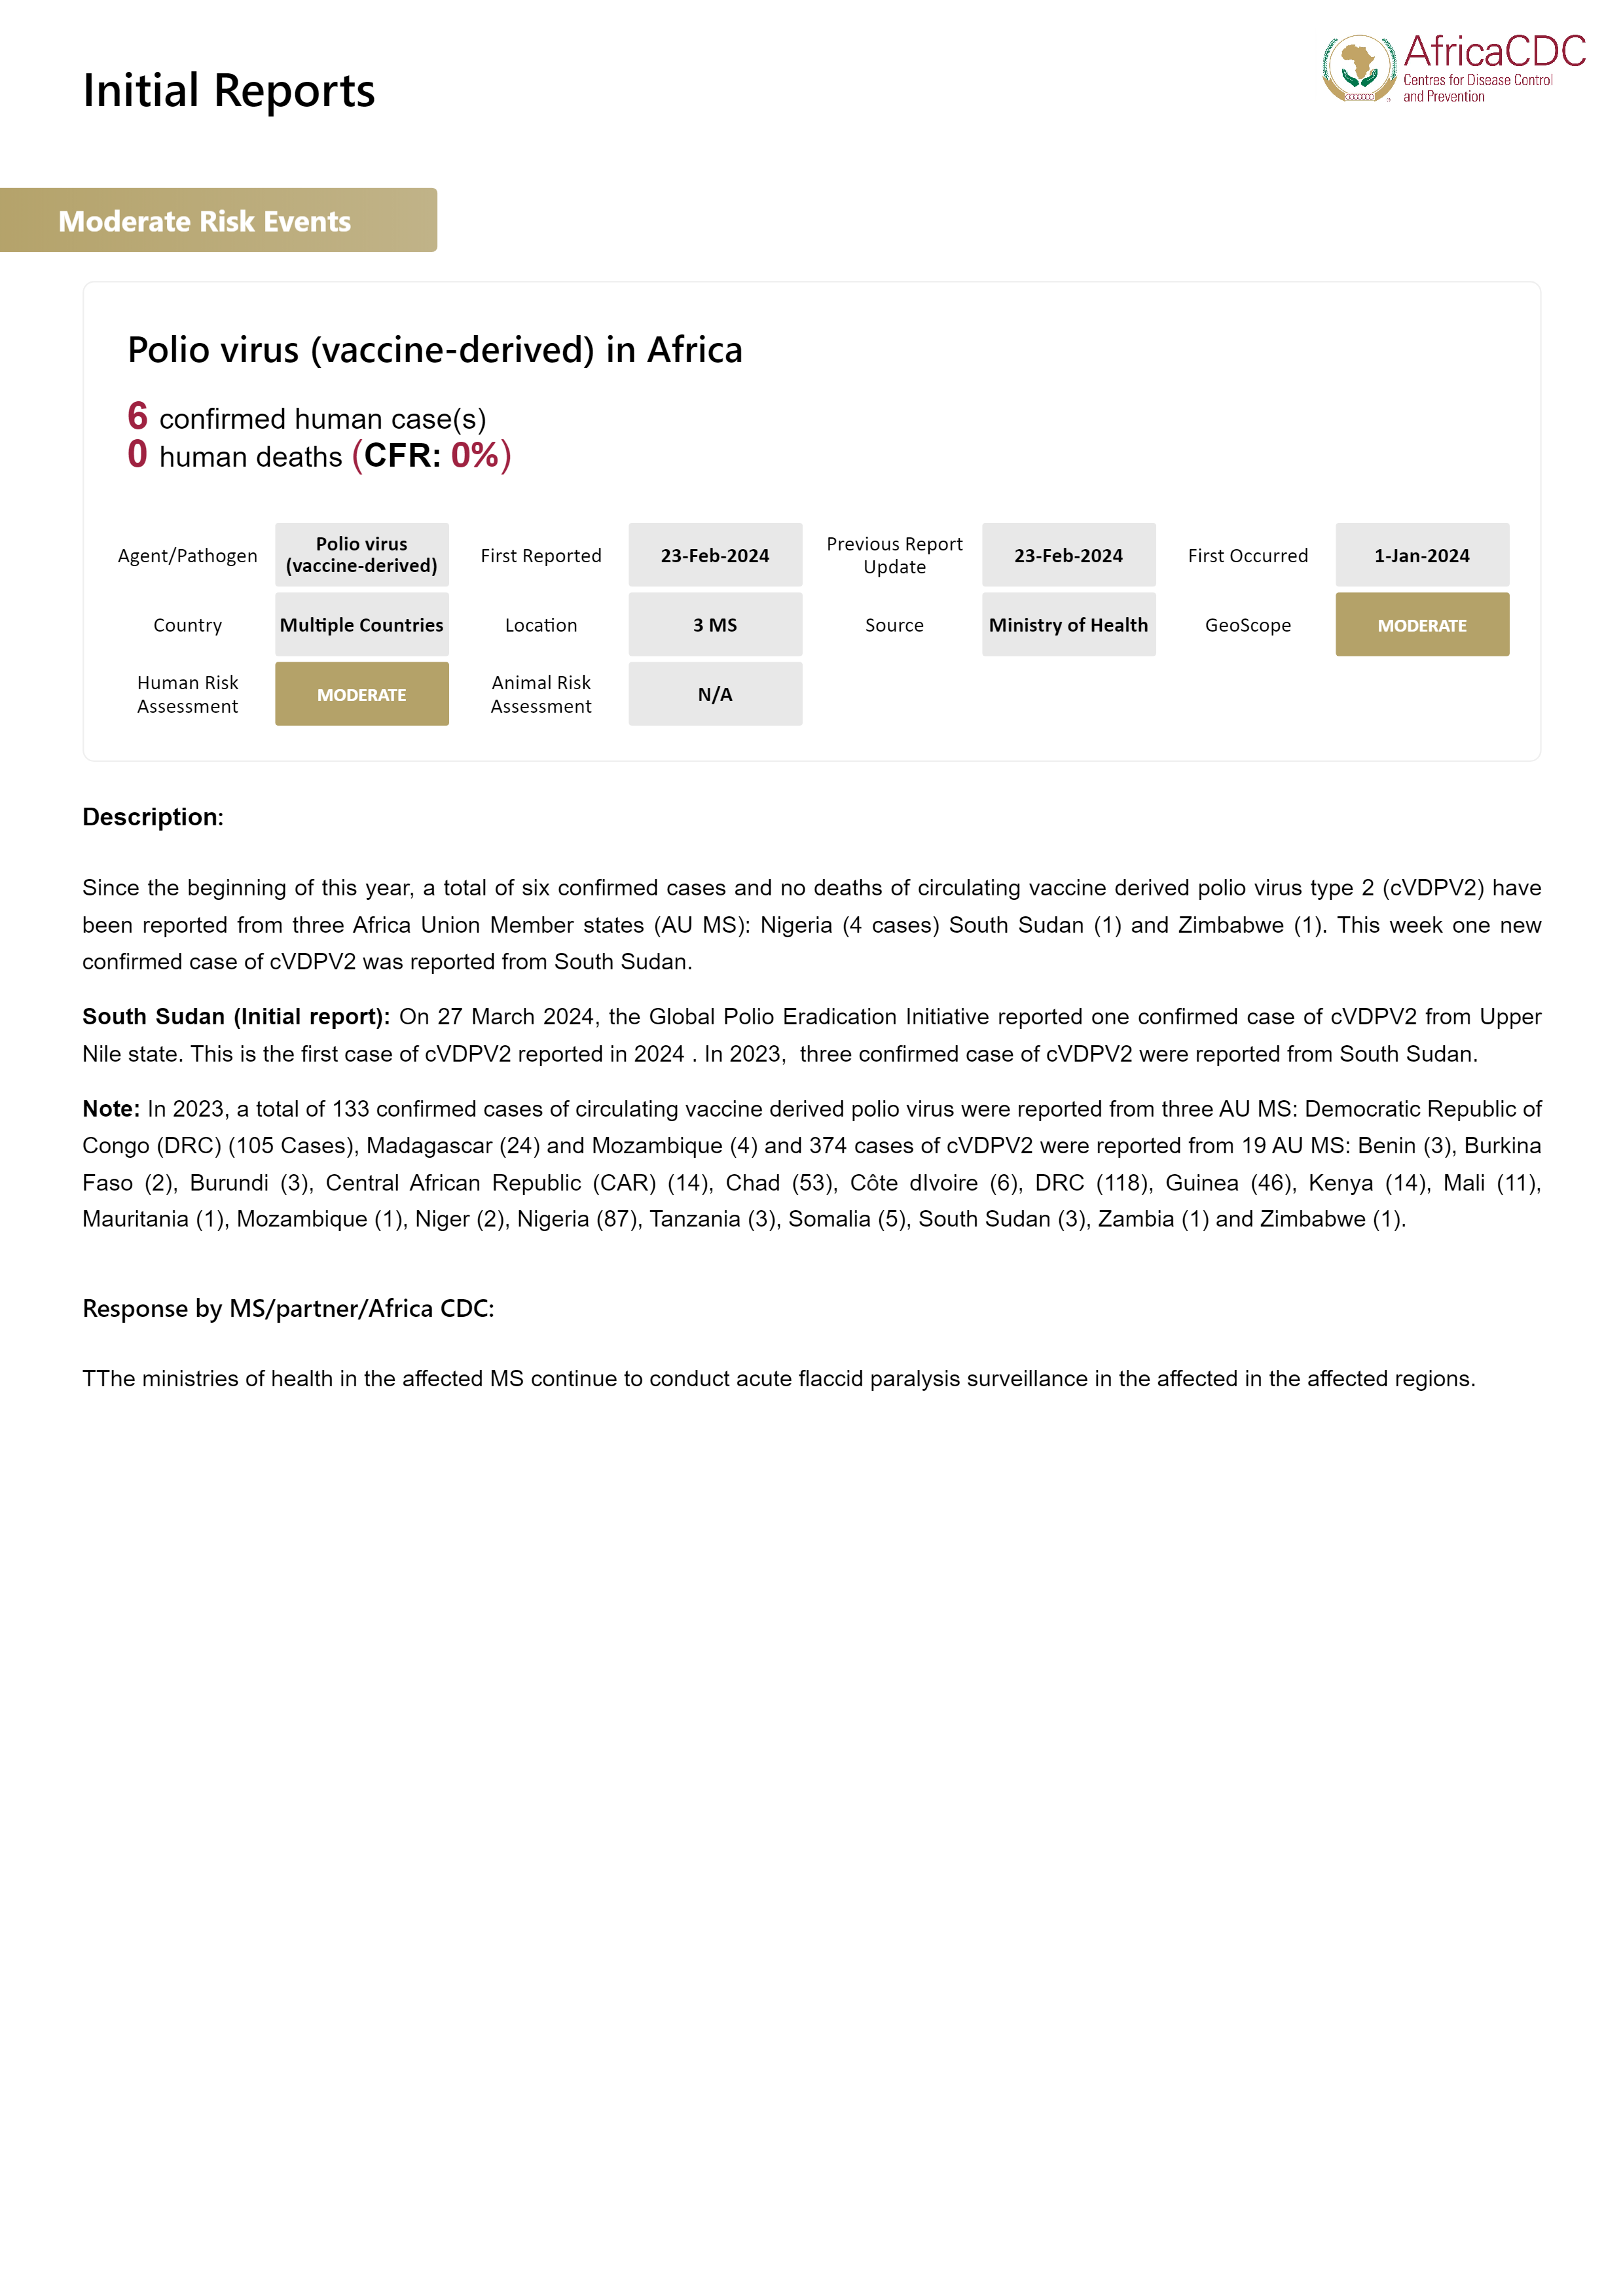 AfricaCDC
Centres for Disease Control
and Prevention
Initial Reports
Moderate Risk Events
Polio virus (vaccine-derived) in Africa
6 confirmed human case(s)
0 human deaths (CFR: 0%)
Agent/Pathogen Polio virus (vaccine-derived) First Reported 23-Feb-2024 Previous Report Update 23-Feb-2024 First Occurred 1-Jan-2024
Country Multiple Countries Location 3 MS Source Ministry of Health GeoScope MODERATE
Human Risk Assessment MODERATE Animal Risk Assessment N/A
Description:
Since the beginning of this year, a total of six confirmed cases and no deaths of circulating vaccine derived polio virus type 2 (cVDPV2) have
been reported from three Africa Union Member states (AU MS): Nigeria (4 cases) South Sudan (1) and Zimbabwe (1). This week one new
confirmed case of cVDPV2 was reported from South Sudan.
South Sudan (Initial report): On 27 March 2024, the Global Polio Eradication Initiative reported one confirmed case of cVDPV2 from Upper
Nile state. This is the first case of cVDPV2 reported in 2024 . In 2023, three confirmed case of cVDPV2 were reported from South Sudan.
Note: In 2023, a total of 133 confirmed cases of circulating vaccine derived polio virus were reported from three AU MS: Democratic Republic of
Congo (DRC) (105 Cases), Madagascar (24) and Mozambique (4) and 374 cases of cVDPV2 were reported from 19 AU MS: Benin (3), Burkina
Faso (2), Burundi (3), Central African Republic (CAR) (14), Chad (53), Côte dIvoire (6), DRC (118), Guinea (46), Kenya (14), Mali (11),
Mauritania (1), Mozambique (1), Niger (2), Nigeria (87), Tanzania (3), Somalia (5), South Sudan (3), Zambia (1) and Zimbabwe (1).
Response by MS/partner/Africa CDC:
TThe ministries of health in the affected MS continue to conduct acute flaccid paralysis surveillance in the affected in the affected regions.